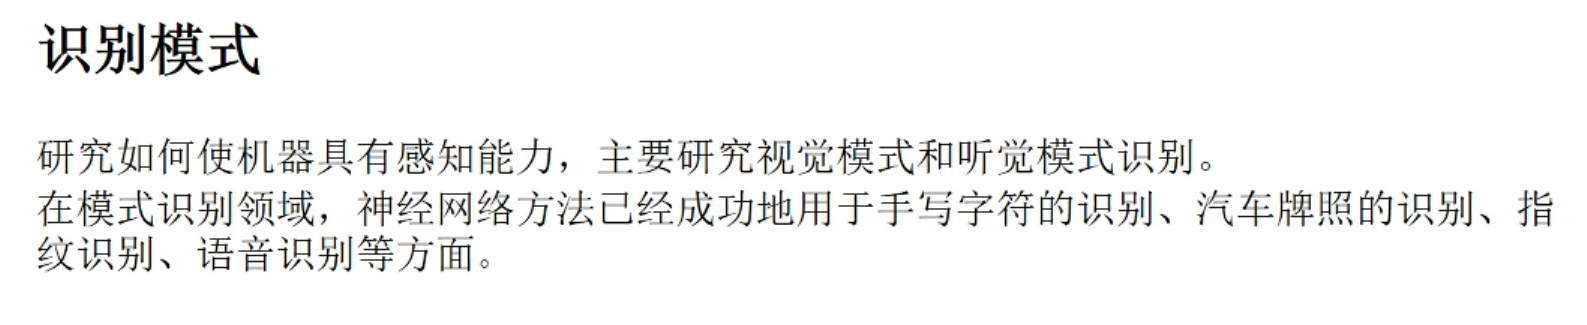 识别模式
研究如何使机器具有感知能力，主要研究视觉模式和听觉模式识别。
在模式识别领域，神经网络方法已经成功地用于手写字符的识别、汽车牌照的识别、指
纹识别、语音识别等方面。